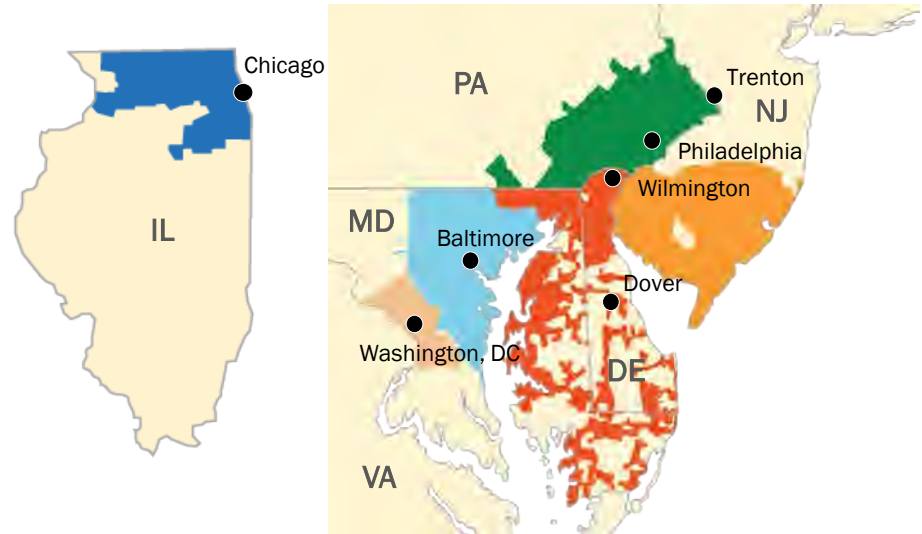 Chicago
IL
PA
Trenton
NJ
Philadelphia
Wilmington
MD
Baltimore
Dover
Washington, DC
DE
VA